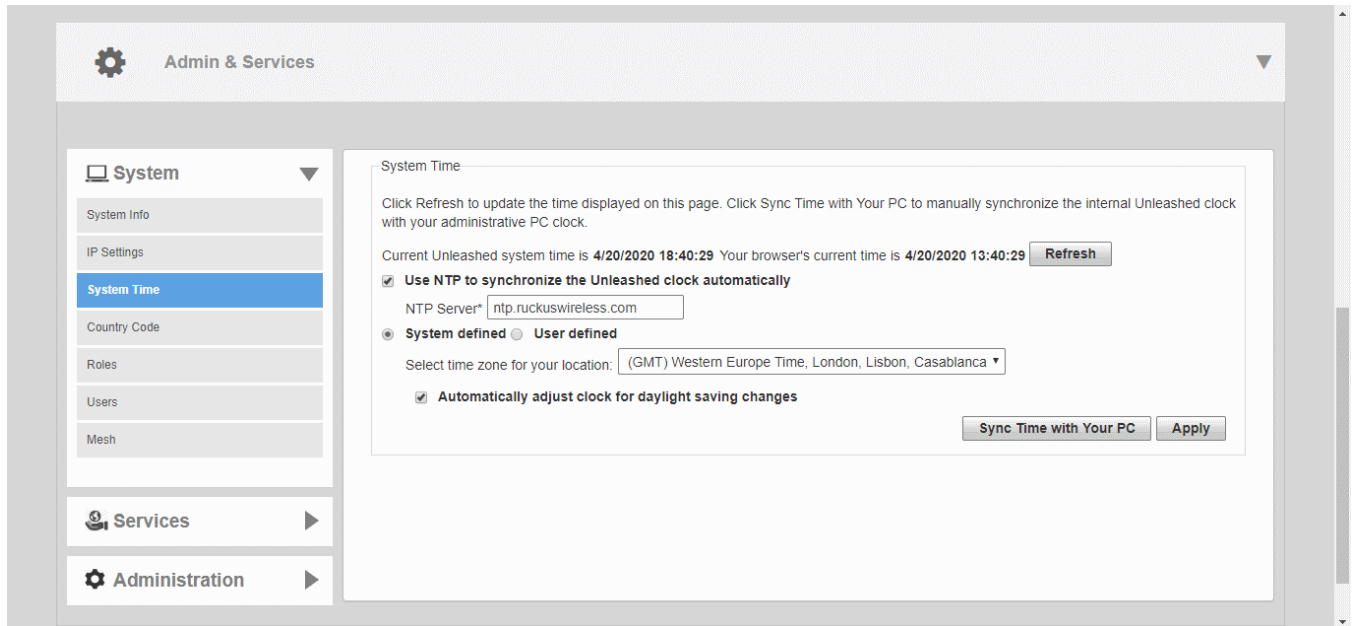 Admin & Services
System
System Info
IP Settings
System Time
Country Code
Roles
Users
Mesh
Services
Administration
System Time
Click Refresh to update the time displayed on this page. Click Sync Time with Your PC to manually synchronize the internal Unleashed clock
with your administrative PC clock.
Current Unleashed system time is 4/20/2020 18:40:29 Your browser's current time is 4/20/2020 13:40:29 Refresh
Use NTP to synchronize the Unleashed clock automatically
NTP Server* ntp.ruckuswireless.com
System defined User defined
Select time zone for your location: (GMT) Western Europe Time, London, Lisbon, Casablanca
Automatically adjust clock for daylight saving changes
Sync Time with Your PC Apply